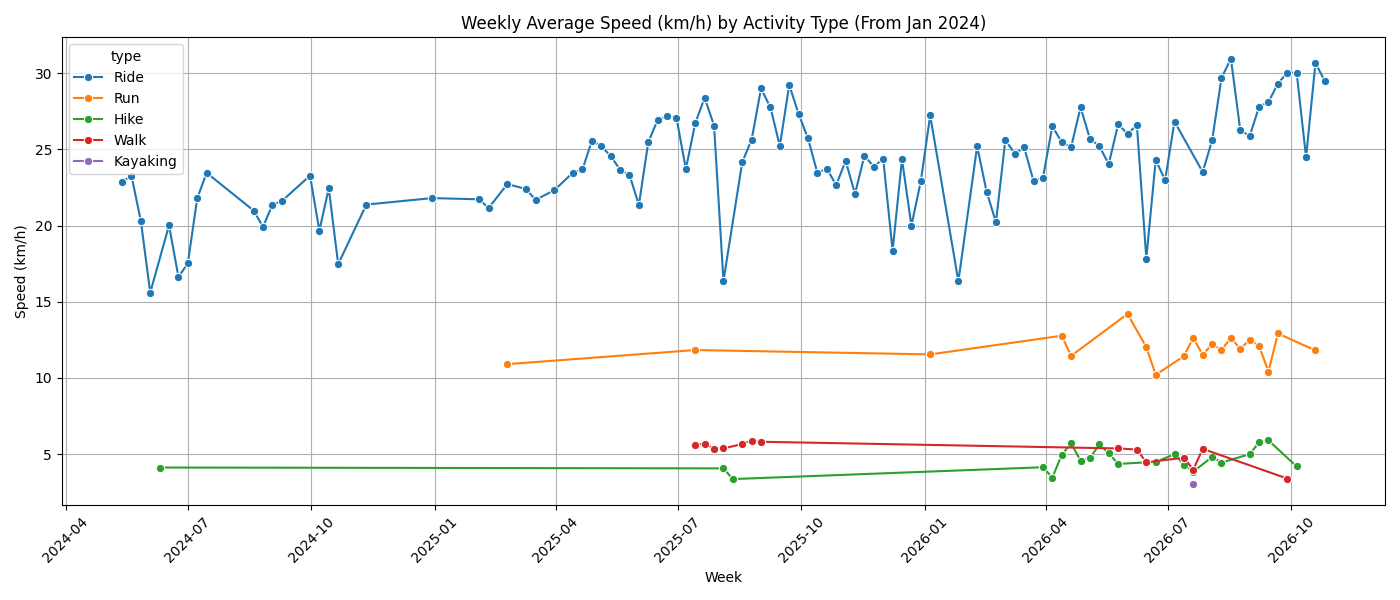 Weekly Average Speed (km/h) by Activity Type (From Jan 2024)
type
Ride
Run
Hike
Walk
Kayaking
Speed (km/h)
30
25
20
15
10
5
2024-04
2024-07
2024-10
2025-01
2025-04
2025-07
2025-10
2026-01
2026-04
2026-07
2026-10
Week